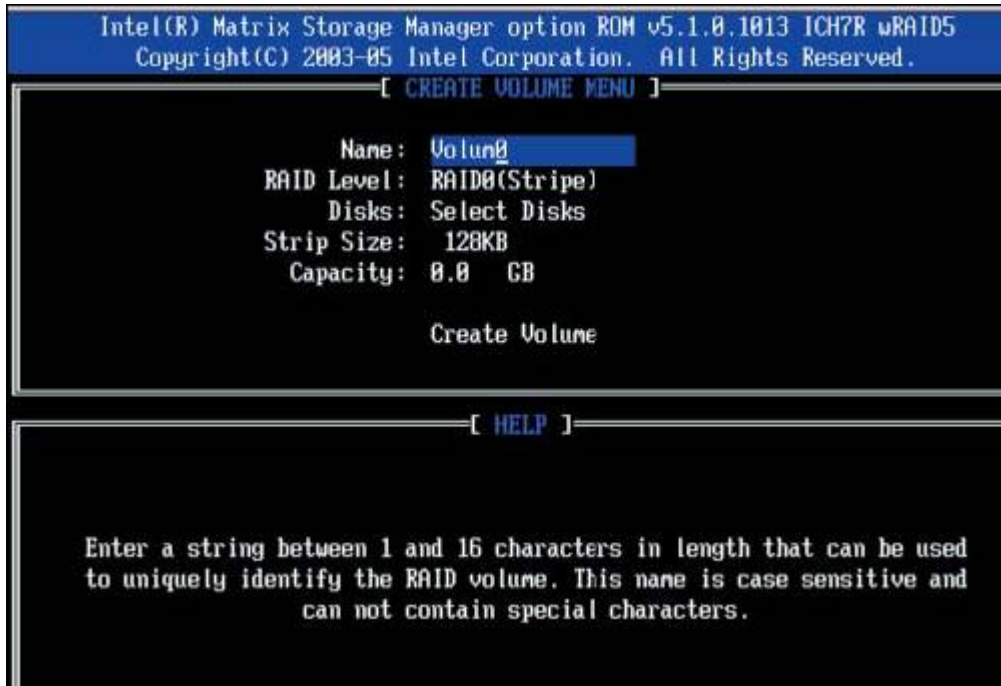 Intel(R) Matrix Storage Manager option ROM v5.1.0.1013 ICH7R wRAID5
Copyright(C) 2003-05 Intel Corporation. All Rights Reserved.
[ CREATE VOLUME MENU ]
Name: Volum0
RAID Level: RAID0(Stripe)
Disks: Select Disks
Strip Size: 128KB
Capacity: 0.0 GB
Create Volume
[ HELP ]
Enter a string between 1 and 16 characters in length that can be used
to uniquely identify the RAID volume. This name is case sensitive and
can not contain special characters.